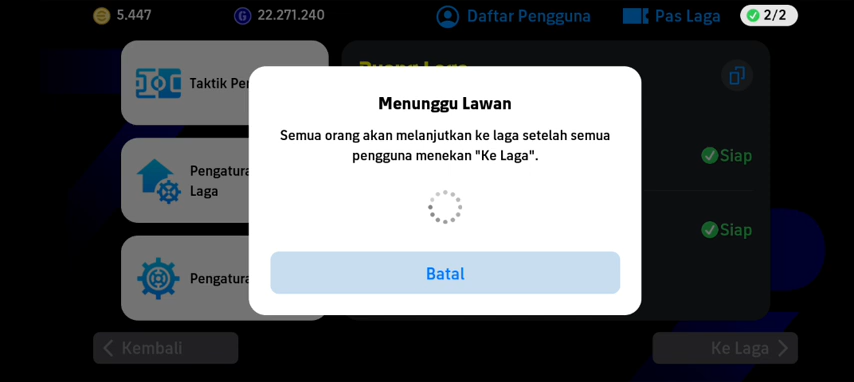 5.447
22.271.240
Daftar Pengguna
Pas Laga
2/2
Taktik Per
Menunggu Lawan
Semua orang akan melanjutkan ke laga setelah semua
pengguna menekan "Ke Laga".
Siap
Pengatura
Laga
Siap
Batal
Pengatura
Kembali
Ke Laga